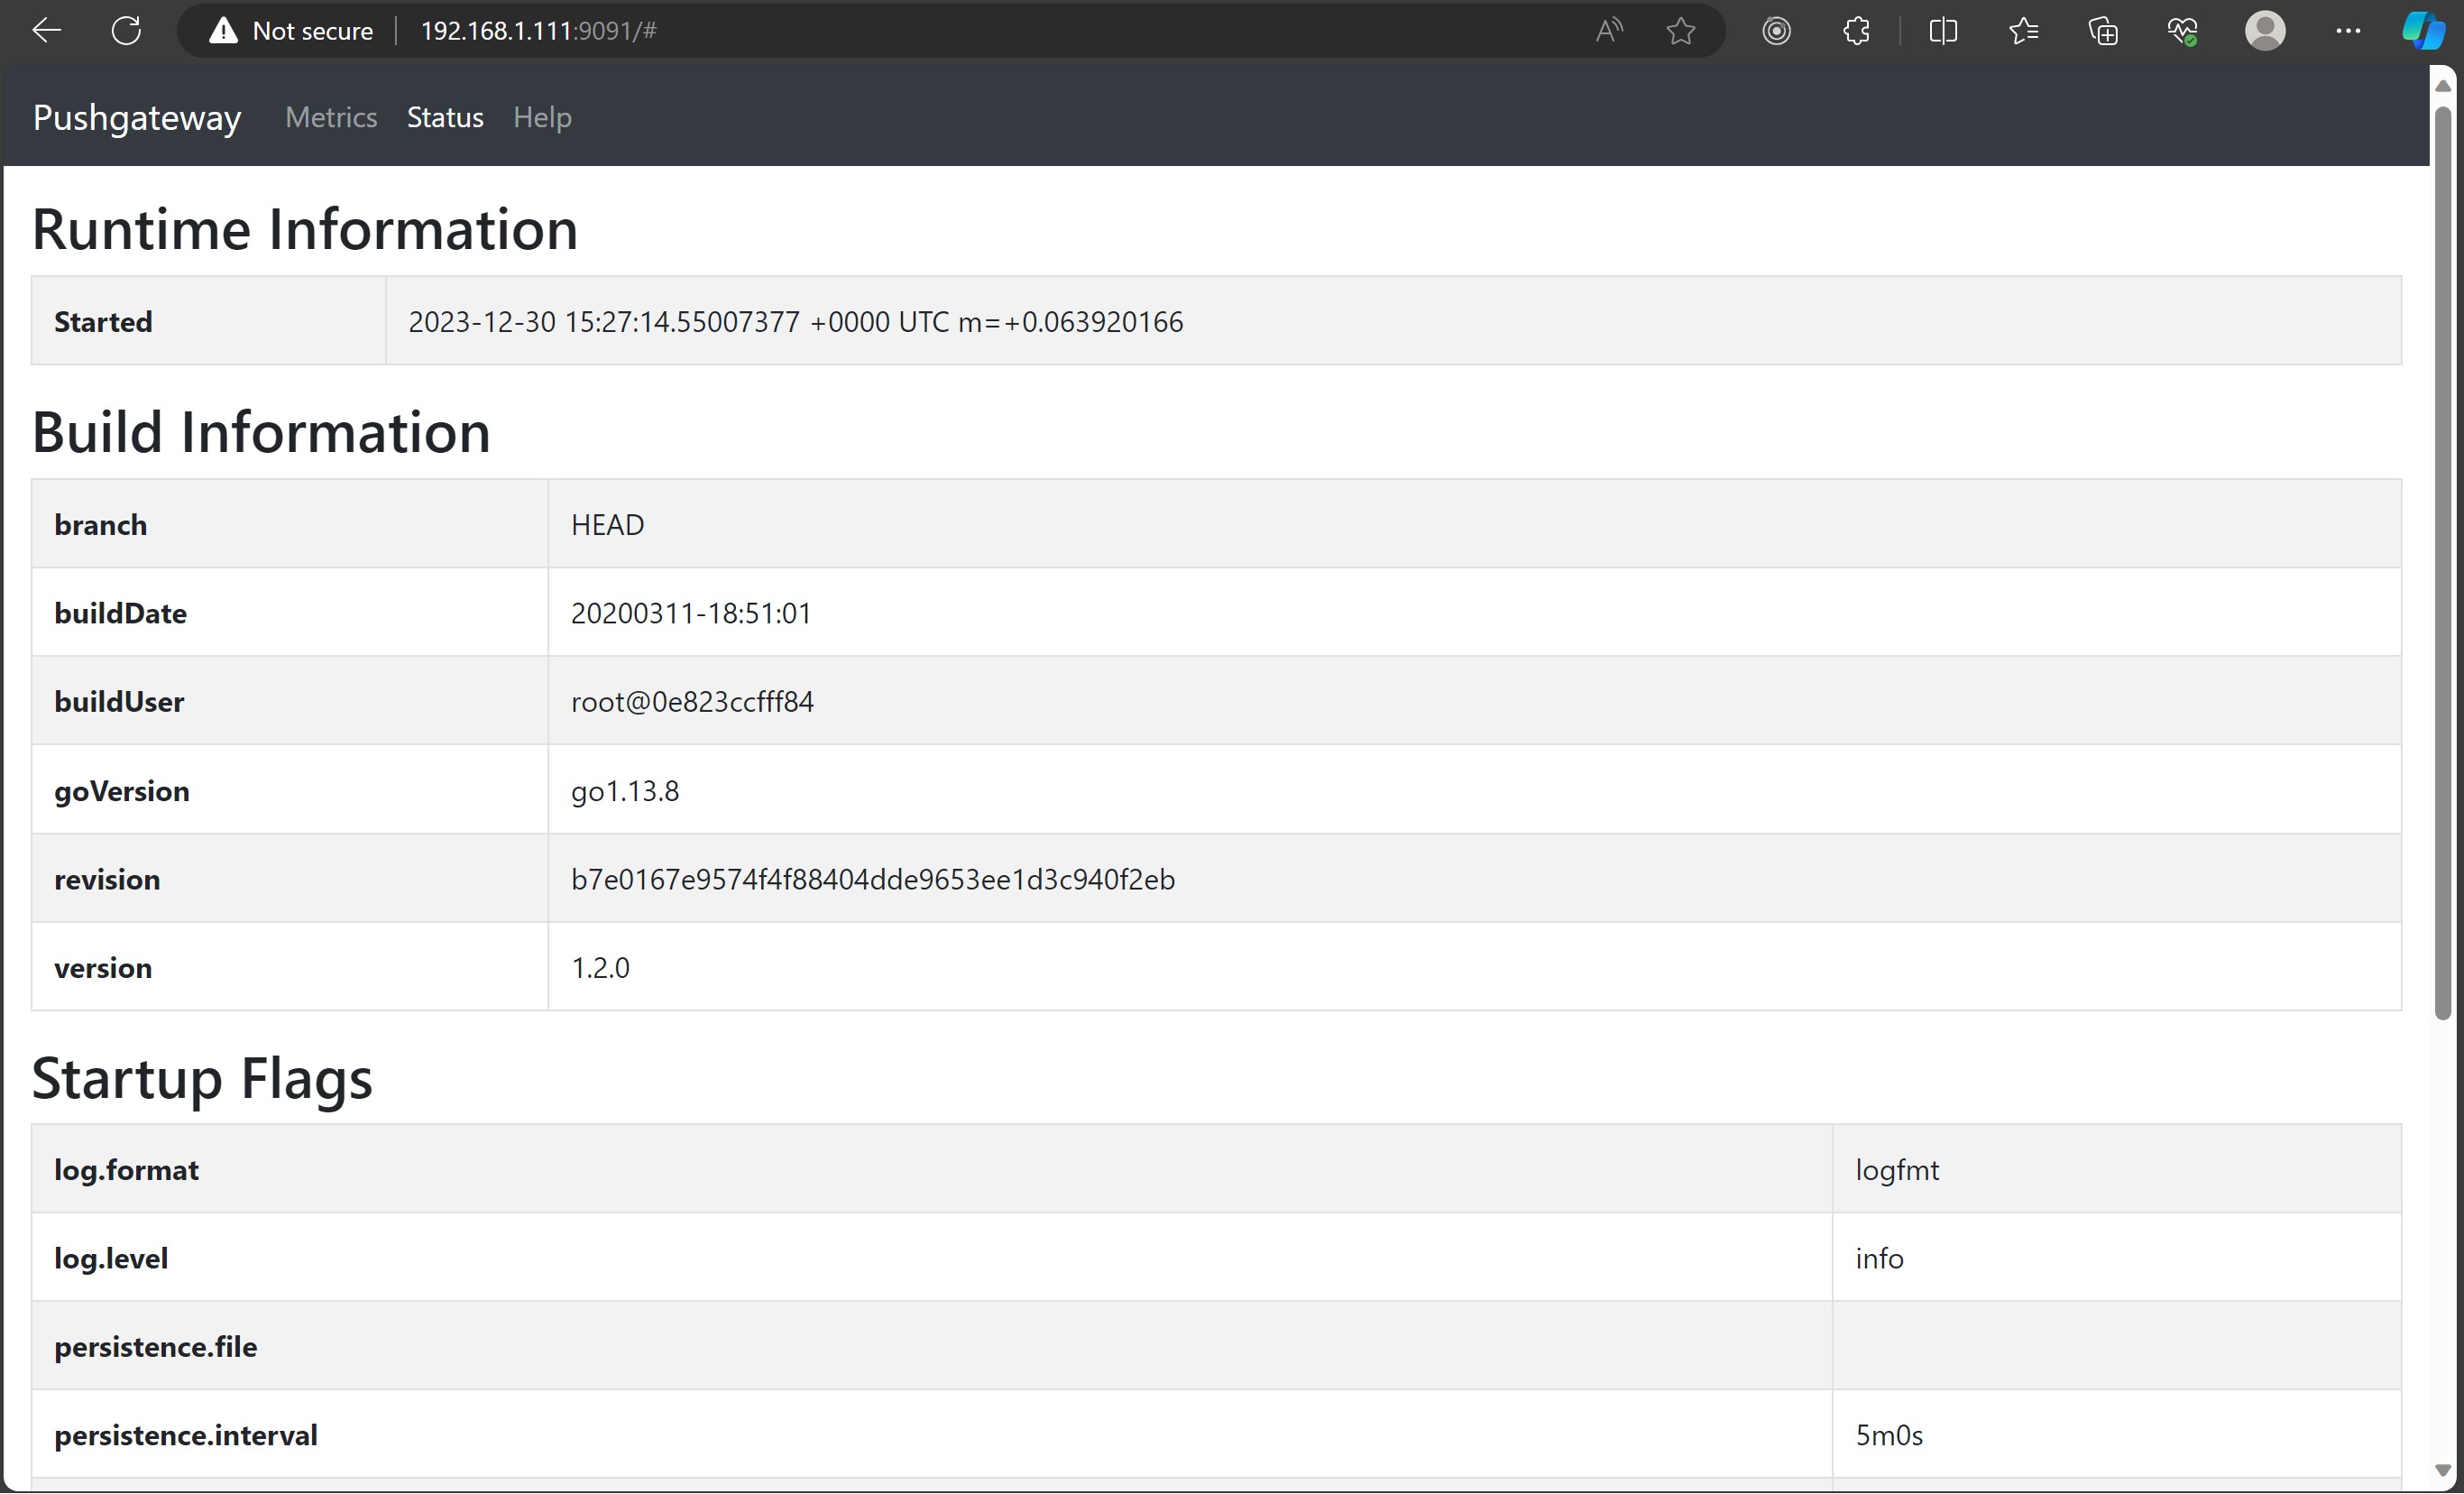 Not secure 192.168.1.111:9091/#
Pushgateway Metrics Status Help
Runtime Information
Started 2023-12-30 15:27:14.55007377 +0000 UTC m=+0.063920166
Build Information
branch HEAD
buildDate 20200311-18:51:01
buildUser root@0e823ccfff84
goVersion go1.13.8
revision b7e0167e9574f4f88404dde9653ee1d3c940f2eb
version 1.2.0
Startup Flags
log.format logfmt
log.level info
persistence.file
persistence.interval 5m0s